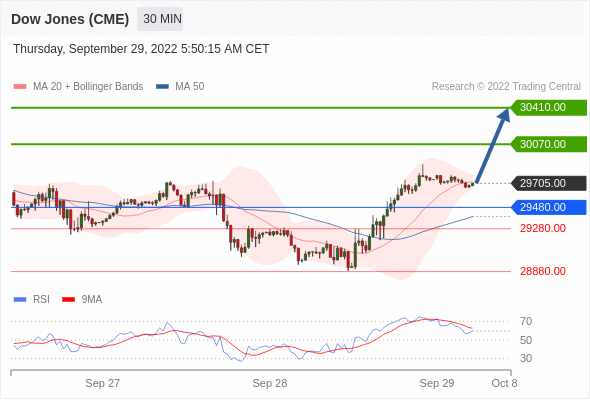 Dow Jones (CME) 30 MIN
Thursday, September 29, 2022 5:50:15 AM CET
MA 20 + Bollinger Bands MA 50 Research © 2022 Trading Central
30410.00
30070.00
29705.00
29480.00
29280.00
28880.00
RSI 9MA
70
50
30
Sep 27 Sep 28 Sep 29 Oct 8